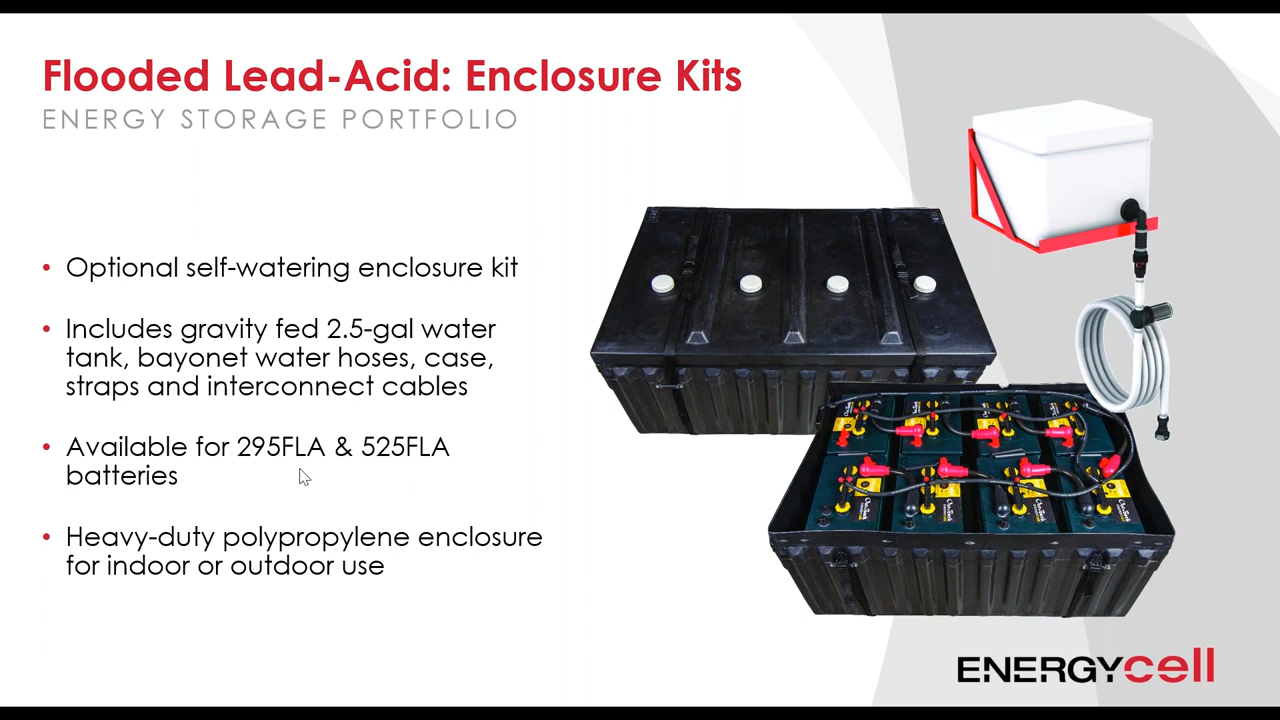 Flooded Lead-Acid: Enclosure Kits
ENERGY STORAGE PORTFOLIO
• Optional self-watering enclosure kit
• Includes gravity fed 2.5-gal water
tank, bayonet water hoses, case,
straps and interconnect cables
• Available for 295FLA & 525FLA
batteries
• Heavy-duty polypropylene enclosure
for indoor or outdoor use
ENERGYcell